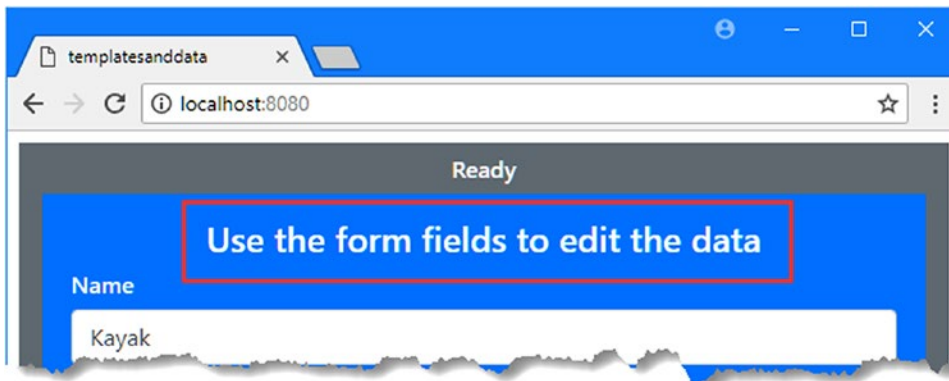 templatesanddata
localhost:8080
Ready
Use the form fields to edit the data
Name
Kayak